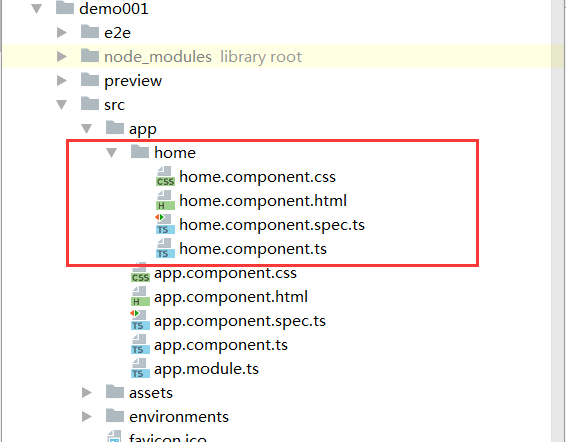 demo001
e2e
node_modules library root
preview
src
app
home
CSS home.component.css
H home.component.html
TS home.component.spec.ts
TS home.component.ts
CSS app.component.css
H app.component.html
TS app.component.spec.ts
TS app.component.ts
TS app.module.ts
assets
environments
favicon.ico